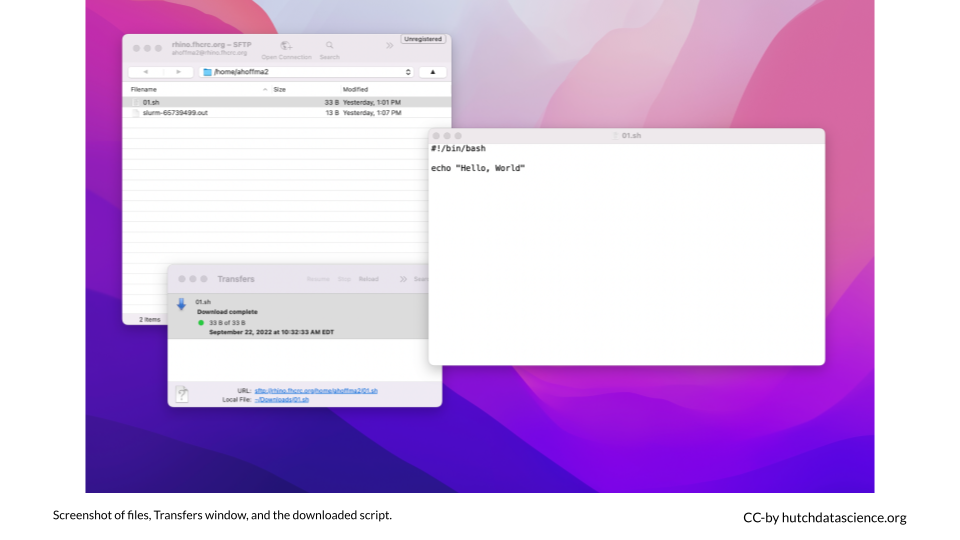 rhino.fhcrc.org — SFTP
ahoffma2@rhino.fhcrc.org
Open Connection
Search
Unregistered
/home/ahoffma2
Filename Size Modified
01.sh 33 B Yesterday, 1:01 PM
slurm-65739499.out 13 B Yesterday, 1:07 PM
2 items
01.sh
#!/bin/bash
echo "Hello, World"
Transfers
Resume Stop Reload Sear
01.sh
Download complete
33 B of 33 B
September 22, 2022 at 10:32:33 AM EDT
URL: sftp://rhino.fhcrc.org/home/ahoffma2/01.sh
Local File: ~/Downloads/01.sh
Screenshot of files, Transfers window, and the downloaded script.
CC-by hutchdatascience.org